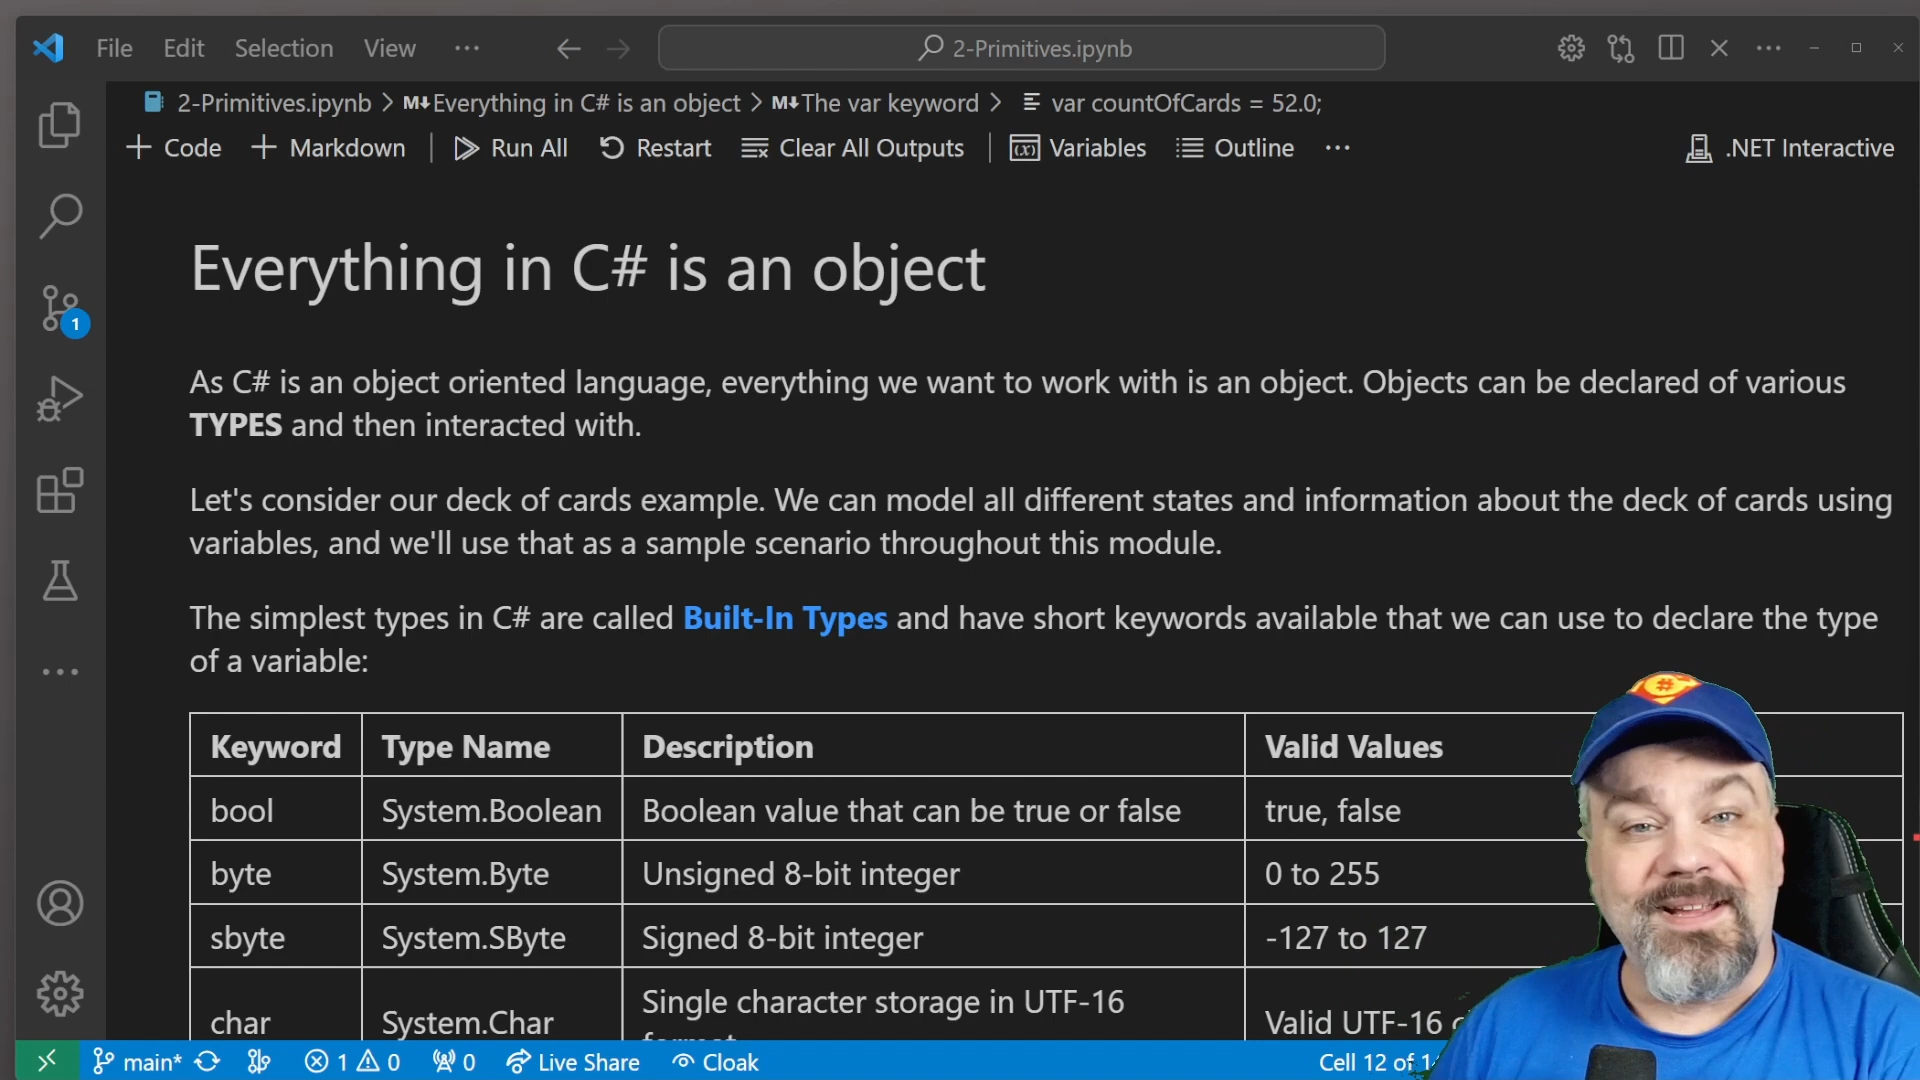 File Edit Selection View ··· 2-Primitives.ipynb
2-Primitives.ipynb > M↓Everything in C# is an object > M↓The var keyword > var countOfCards = 52.0;
+ Code + Markdown | Run All Restart Clear All Outputs | (x) Variables Outline ··· .NET Interactive
Everything in C# is an object
As C# is an object oriented language, everything we want to work with is an object. Objects can be declared of various
TYPES and then interacted with.
Let's consider our deck of cards example. We can model all different states and information about the deck of cards using
variables, and we'll use that as a sample scenario throughout this module.
The simplest types in C# are called Built-In Types and have short keywords available that we can use to declare the type
of a variable:
Keyword Type Name Description Valid Values
bool System.Boolean Boolean value that can be true or false true, false
byte System.Byte Unsigned 8-bit integer 0 to 255
sbyte System.SByte Signed 8-bit integer -127 to 127
char System.Char Single character storage in UTF-16 Valid UTF-16
1
#
main* 1 0 0 Live Share Cloak Cell 12 of